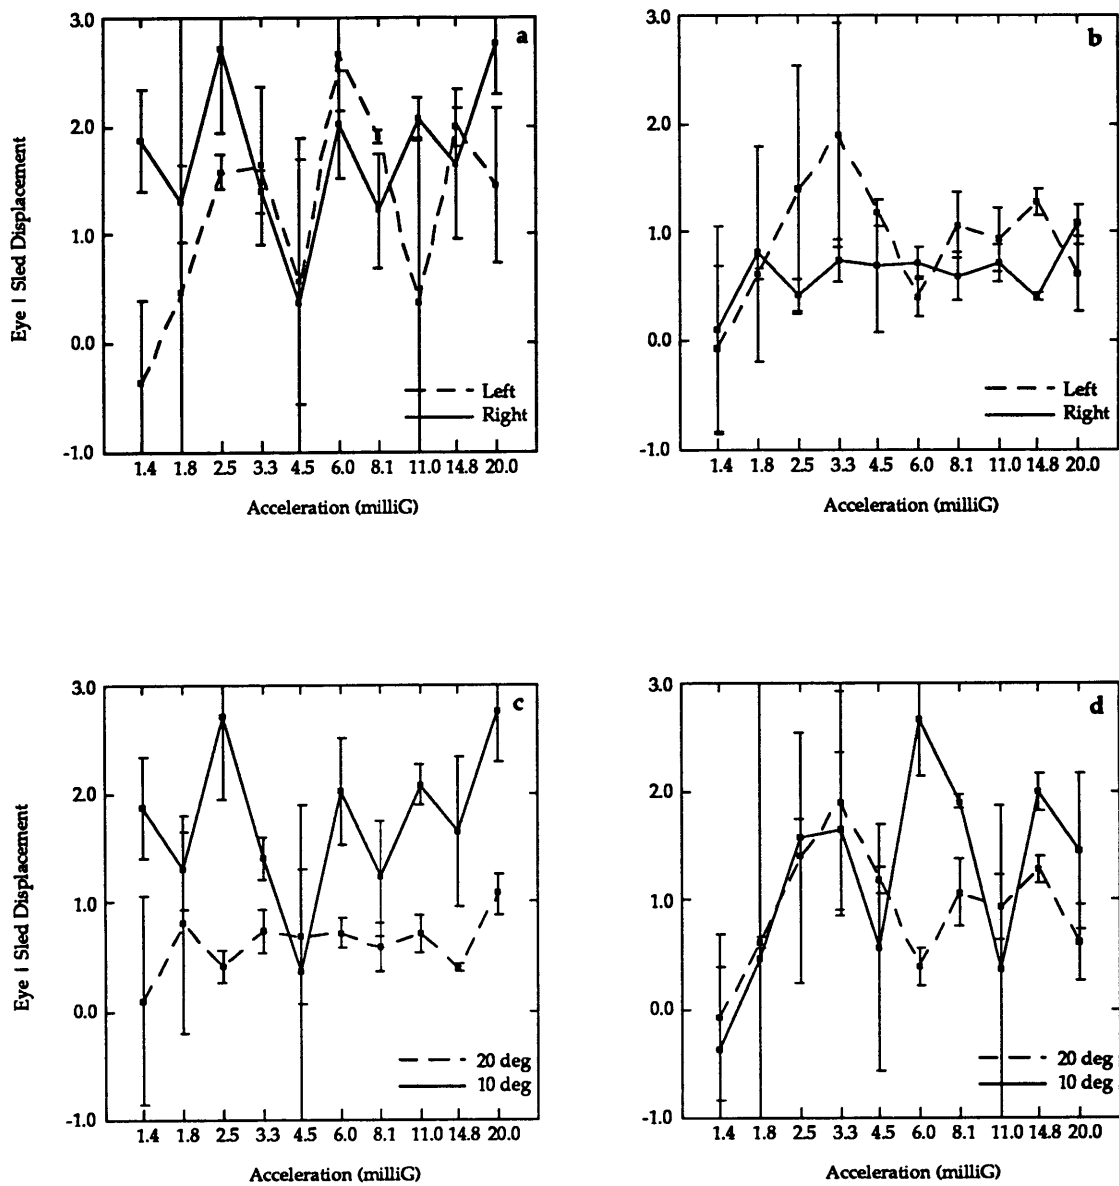 a
3.0
2.0
1.0
0.0
-1.0
Eye | Sled Displacement
Left
Right
1.4 1.8 2.5 3.3 4.5 6.0 8.1 11.0 14.8 20.0
Acceleration (milliG)
b
3.0
2.0
1.0
0.0
-1.0
Left
Right
1.4 1.8 2.5 3.3 4.5 6.0 8.1 11.0 14.8 20.0
Acceleration (milliG)
c
3.0
2.0
1.0
0.0
-1.0
Eye | Sled Displacement
20 deg
10 deg
1.4 1.8 2.5 3.3 4.5 6.0 8.1 11.0 14.8 20.0
Acceleration (milliG)
d
3.0
2.0
1.0
0.0
-1.0
20 deg
10 deg
1.4 1.8 2.5 3.3 4.5 6.0 8.1 11.0 14.8 20.0
Acceleration (milliG)